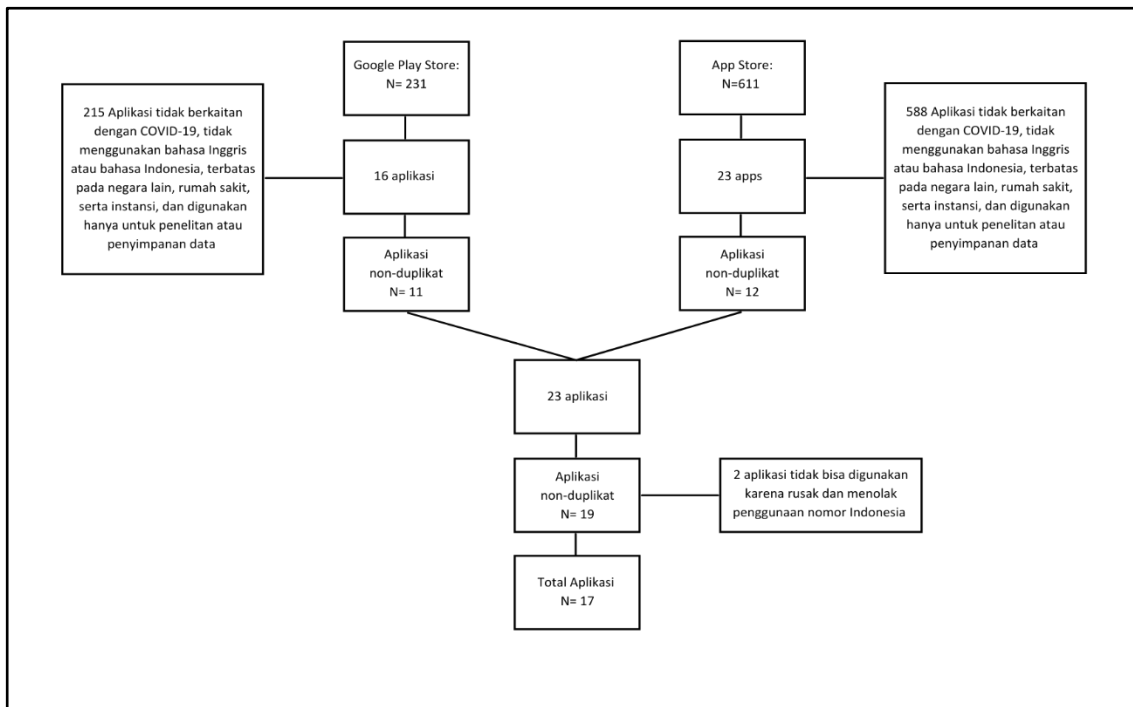 Google Play Store:
N= 231
App Store:
N=611
215 Aplikasi tidak berkaitan
dengan COVID-19, tidak
menggunakan bahasa Inggris
atau bahasa Indonesia, terbatas
pada negara lain, rumah sakit,
serta instansi, dan digunakan
hanya untuk penelitan atau
penyimpanan data
16 aplikasi
23 apps
588 Aplikasi tidak berkaitan
dengan COVID-19, tidak
menggunakan bahasa Inggris
atau bahasa Indonesia, terbatas
pada negara lain, rumah sakit,
serta instansi, dan digunakan
hanya untuk penelitan atau
penyimpanan data
Aplikasi
non-duplikat
N= 11
Aplikasi
non-duplikat
N= 12
23 aplikasi
Aplikasi
non-duplikat
N= 19
2 aplikasi tidak bisa digunakan
karena rusak dan menolak
penggunaan nomor Indonesia
Total Aplikasi
N= 17